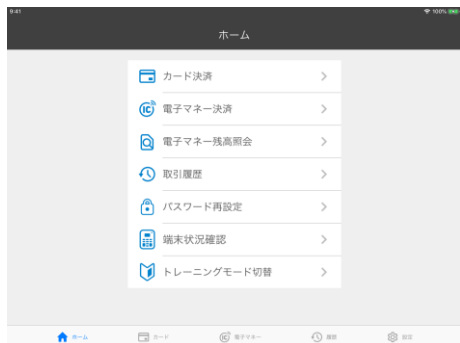 9:41
100%
ホーム
カード決済
電子マネー決済
電子マネー残高照会
取引履歴
パスワード再設定
端末状況確認
トレーニングモード切替
ホーム
カード
電子マネー
履歴
設定